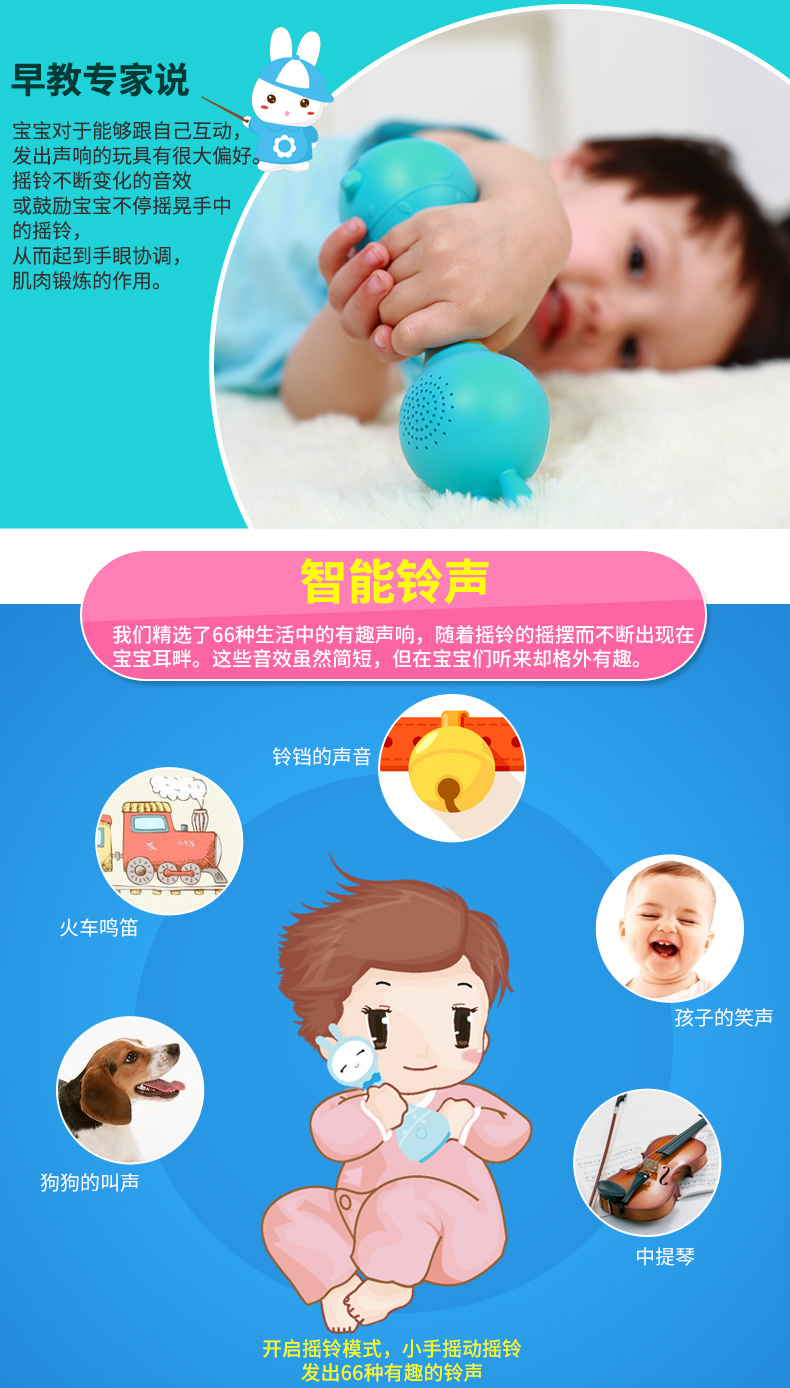 早教专家说
宝宝对于能够跟自己互动，
发出声响的玩具有很大偏好。
摇铃不断变化的音效
或鼓励宝宝不停摇晃手中
的摇铃，
从而起到手眼协调，
肌肉锻炼的作用。
智能铃声
我们精选了66种生活中的有趣声响，随着摇铃的摇摆而不断出现在
宝宝耳畔。这些音效虽然简短，但在宝宝们听来却格外有趣。
铃铛的声音
火车鸣笛
孩子的笑声
狗狗的叫声
中提琴
开启摇铃模式，小手摇动摇铃
发出66种有趣的铃声